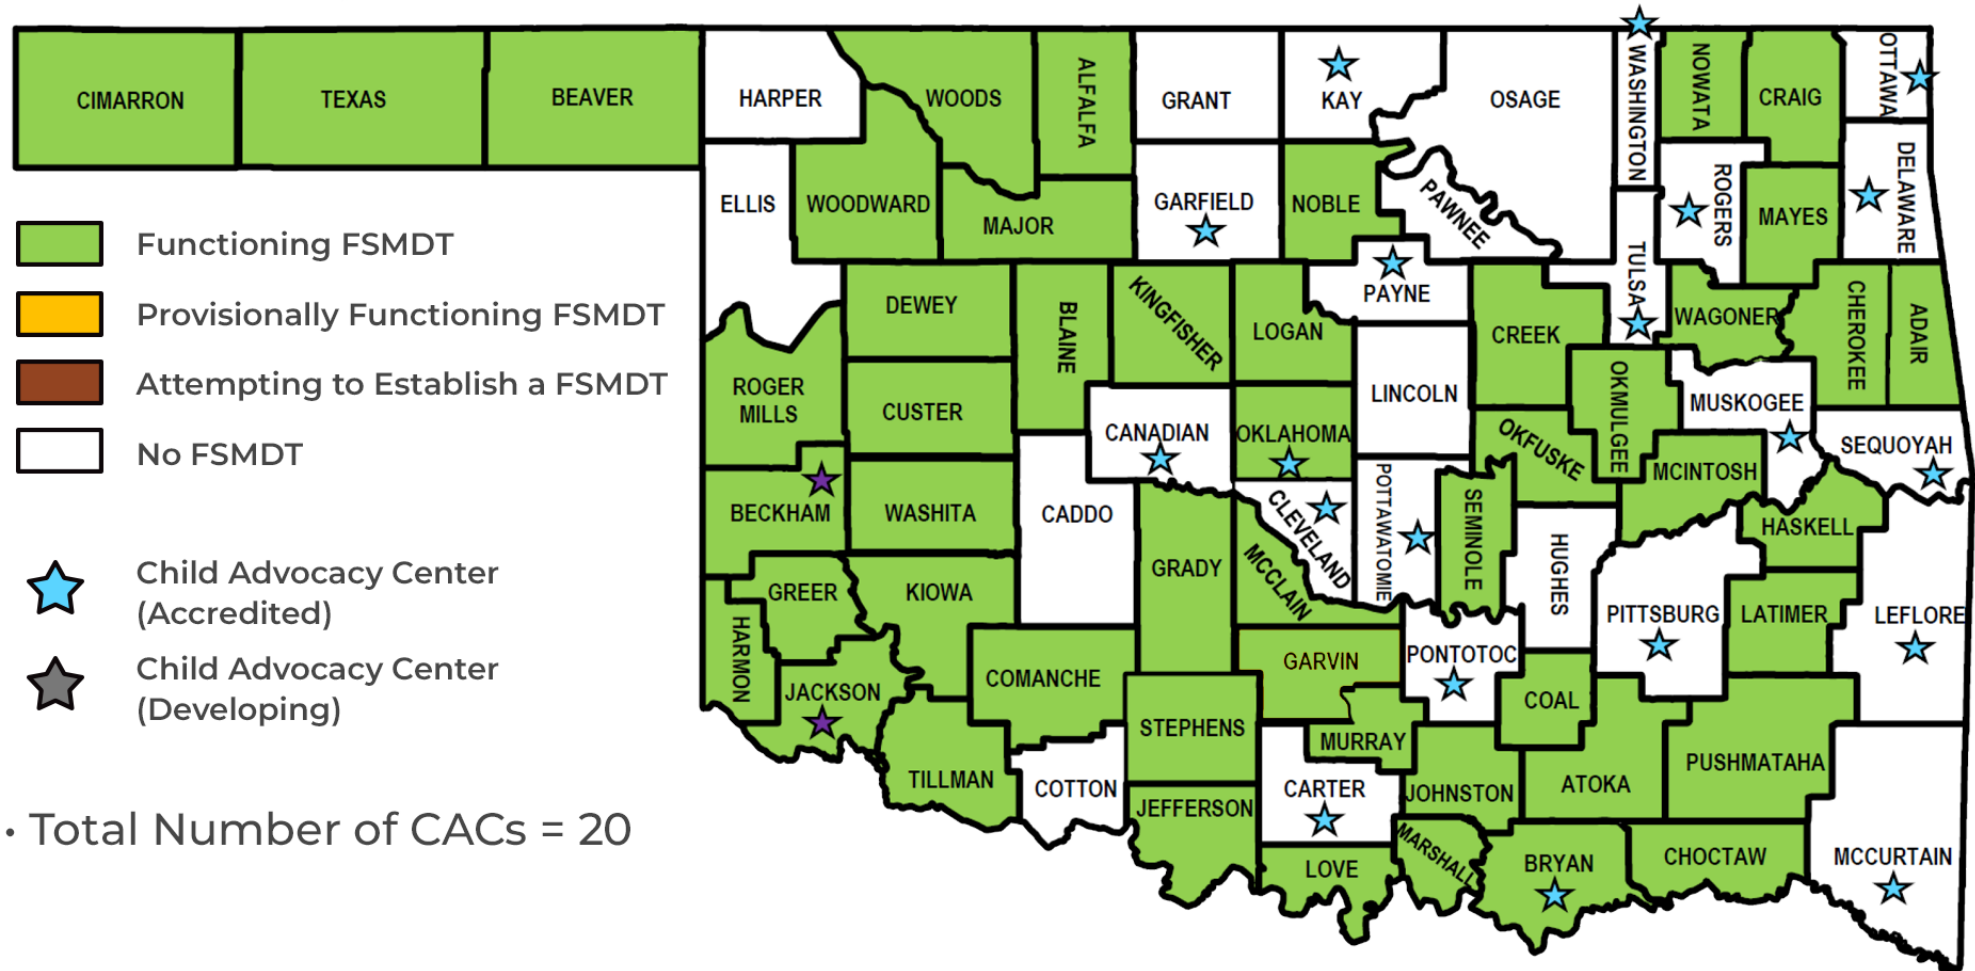 CIMARRON
TEXAS
BEAVER
HARPER
WOODS
ALFALFA
GRANT
KAY
OSAGE
WASHINGTON
NOWATA
CRAIG
OTTAWA
ELLIS
WOODWARD
MAJOR
GARFIELD
NOBLE
PAWNEE
TULSA
ROGERS
MAYES
DELAWARE
Functioning FSMDT
Provisionally Functioning FSMDT
Attempting to Establish a FSMDT
No FSMDT
DEWEY
BLAINE
KINGFISHER
LOGAN
PAYNE
CREEK
WAGONER
CHEROKEE
ADAIR
ROGER
MILLS
CUSTER
CANADIAN
OKLAHOMA
LINCOLN
OKFUSKE
OKMULGEE
MUSKOGEE
SEQUOYAH
BECKHAM
WASHITA
CADDO
GRADY
CLEVELAND
MCCLAIN
POTTAWATOMIE
SEMINOLE
HUGHES
MCINTOSH
HASKELL
Child Advocacy Center
(Accredited)
Child Advocacy Center
(Developing)
GREER
KIOWA
HARMON
JACKSON
COMANCHE
GARVIN
PONTOTOC
PITTSBURG
LATIMER
LEFLORE
STEPHENS
MURRAY
COAL
TILLMAN
COTTON
JEFFERSON
CARTER
JOHNSTON
ATOKA
PUSHMATAHA
LOVE
MARSHALL
BRYAN
CHOCTAW
MCCURTAIN
• Total Number of CACs = 20